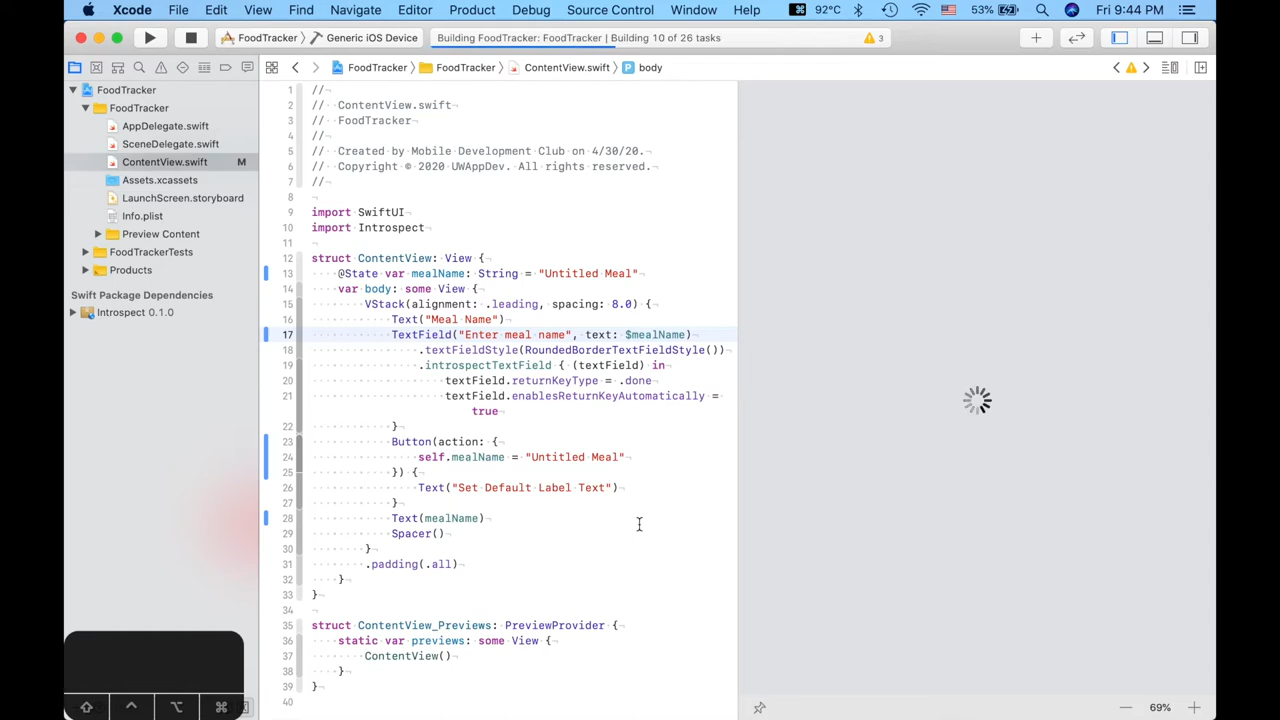 Xcode File Edit View Find Navigate Editor Product Debug Source Control Window Help 92°C 53% Fri 9:44 PM
FoodTracker Generic iOS Device Building FoodTracker: FoodTracker | Building 10 of 26 tasks 3
FoodTracker FoodTracker ContentView.swift P body
FoodTracker
FoodTracker
AppDelegate.swift
SceneDelegate.swift
ContentView.swift M
Assets.xcassets
LaunchScreen.storyboard
Info.plist
Preview Content
FoodTrackerTests
Products
Swift Package Dependencies
Introspect 0.1.0
1 //
2 // ContentView.swift
3 // FoodTracker
4 //
5 // Created by Mobile Development Club on 4/30/20.
6 // Copyright © 2020 UWAppDev. All rights reserved.
7 //
8
9 import SwiftUI
10 import Introspect
11
12 struct ContentView: View {
13 @State var mealName: String = "Untitled Meal"
14 var body: some View {
15 VStack(alignment: .leading, spacing: 8.0) {
16 Text("Meal Name")
17 TextField("Enter meal name", text: $mealName)
18 .textFieldStyle(RoundedBorderTextFieldStyle())
19 .introspectTextField { (textField) in
20 textField.returnKeyType = .done
21 textField.enablesReturnKeyAutomatically =
true
22 }
23 Button(action: {
24 self.mealName = "Untitled Meal"
25 }) {
26 Text("Set Default Label Text")
27 }
28 Text(mealName)
29 Spacer()
30 }
31 .padding(.all)
32 }
33 }
34
35 struct ContentView_Previews: PreviewProvider {
36 static var previews: some View {
37 ContentView()
38 }
39 }
40
69%